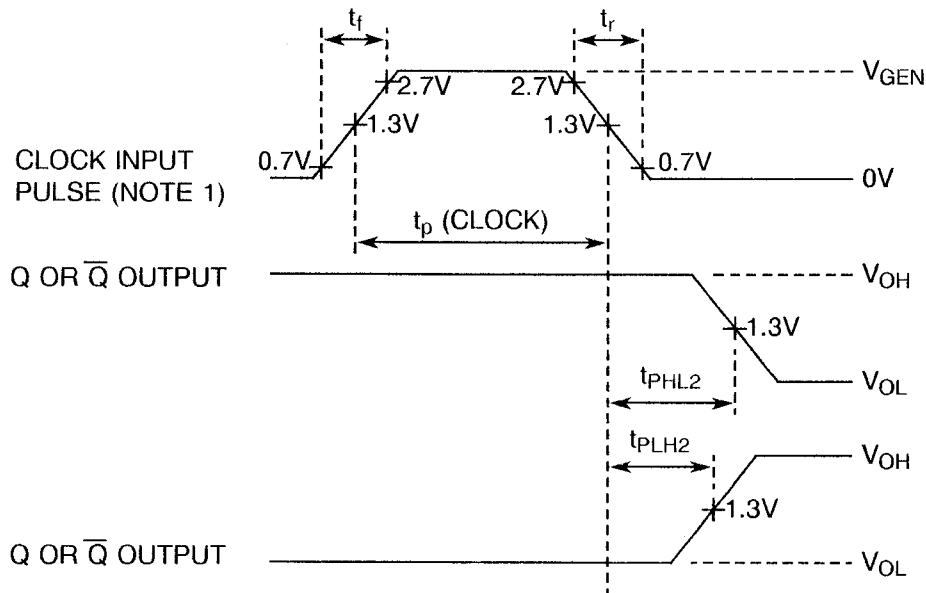 t_f t_r
V_GEN
2.7V 2.7V
1.3V 1.3V
0.7V 0.7V
CLOCK INPUT
PULSE (NOTE 1)
0V
t_p (CLOCK)
Q OR Q̅ OUTPUT
V_OH
1.3V
V_OL
t_PHL2
t_PLH2
V_OH
1.3V
Q OR Q̅ OUTPUT
V_OL